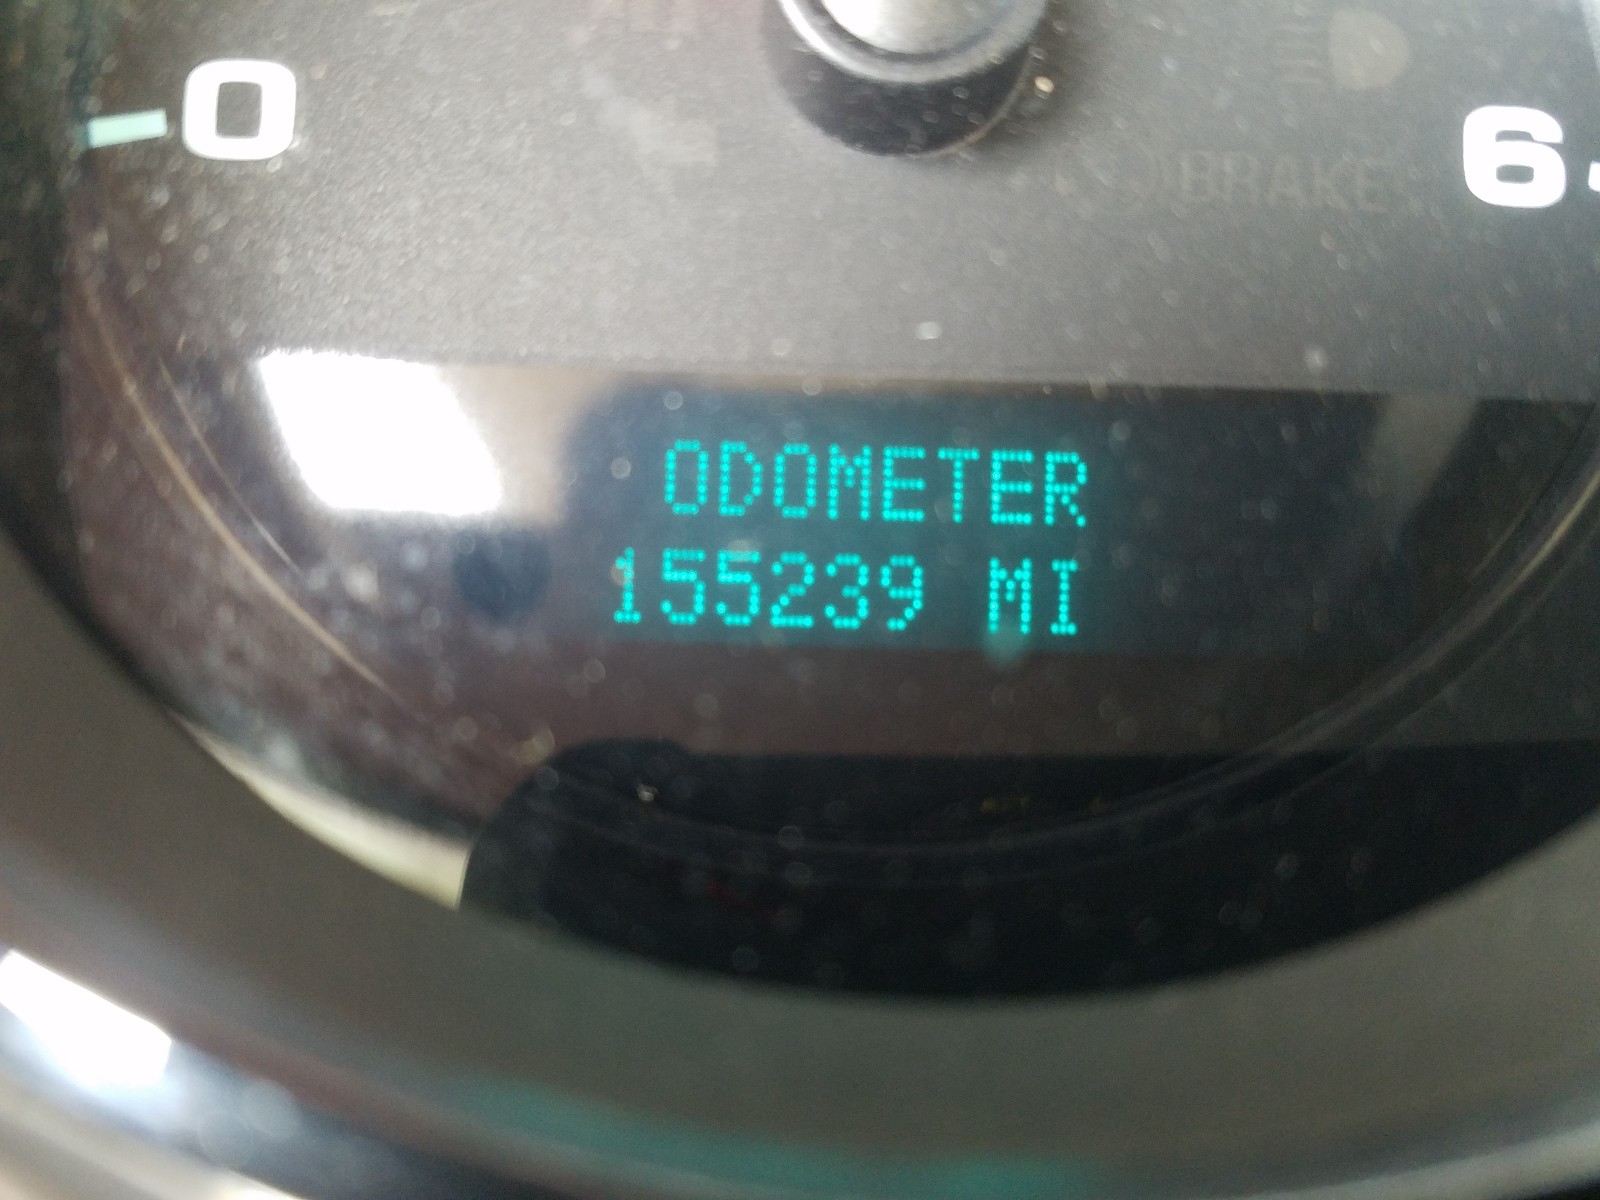 0
6
BRAKE
ODOMETER
155239 MI